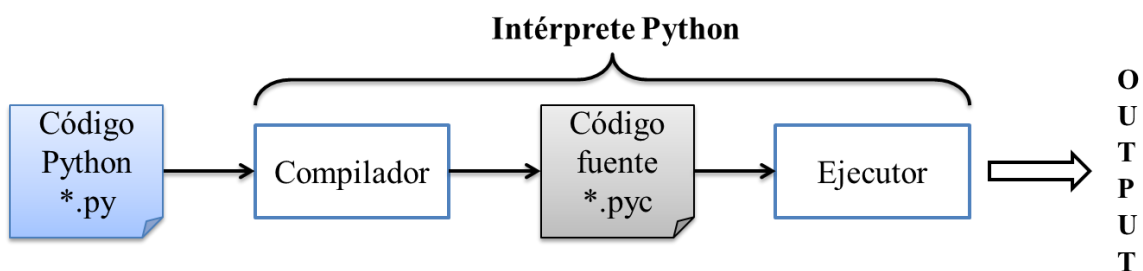 Intérprete Python
Código
Python
*.py
Compilador
Código
fuente
*.pyc
Ejecutor
O
U
T
P
U
T